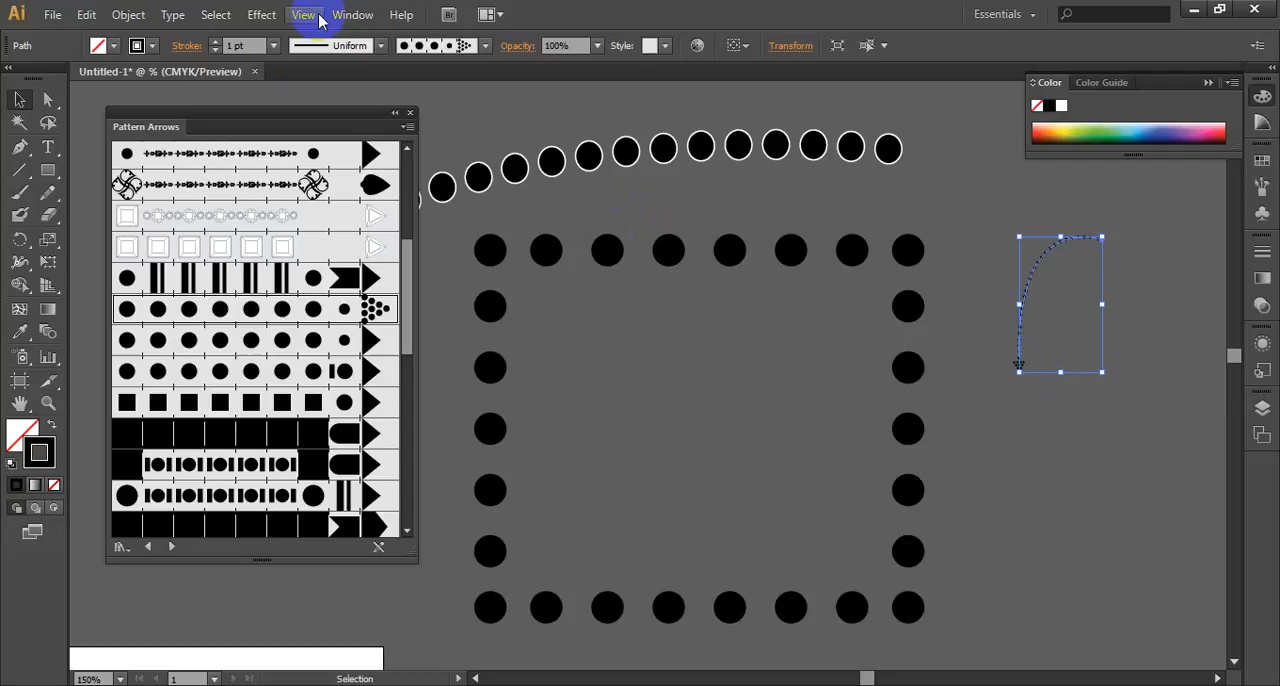 Ai File Edit Object Type Select Effect View Window Help Br Essentials
Path Stroke: 1 pt Uniform Opacity: 100% Style: Transform
Untitled-1* @ % (CMYK/Preview) ×
Color Color Guide
Pattern Arrows
150% 1 Selection